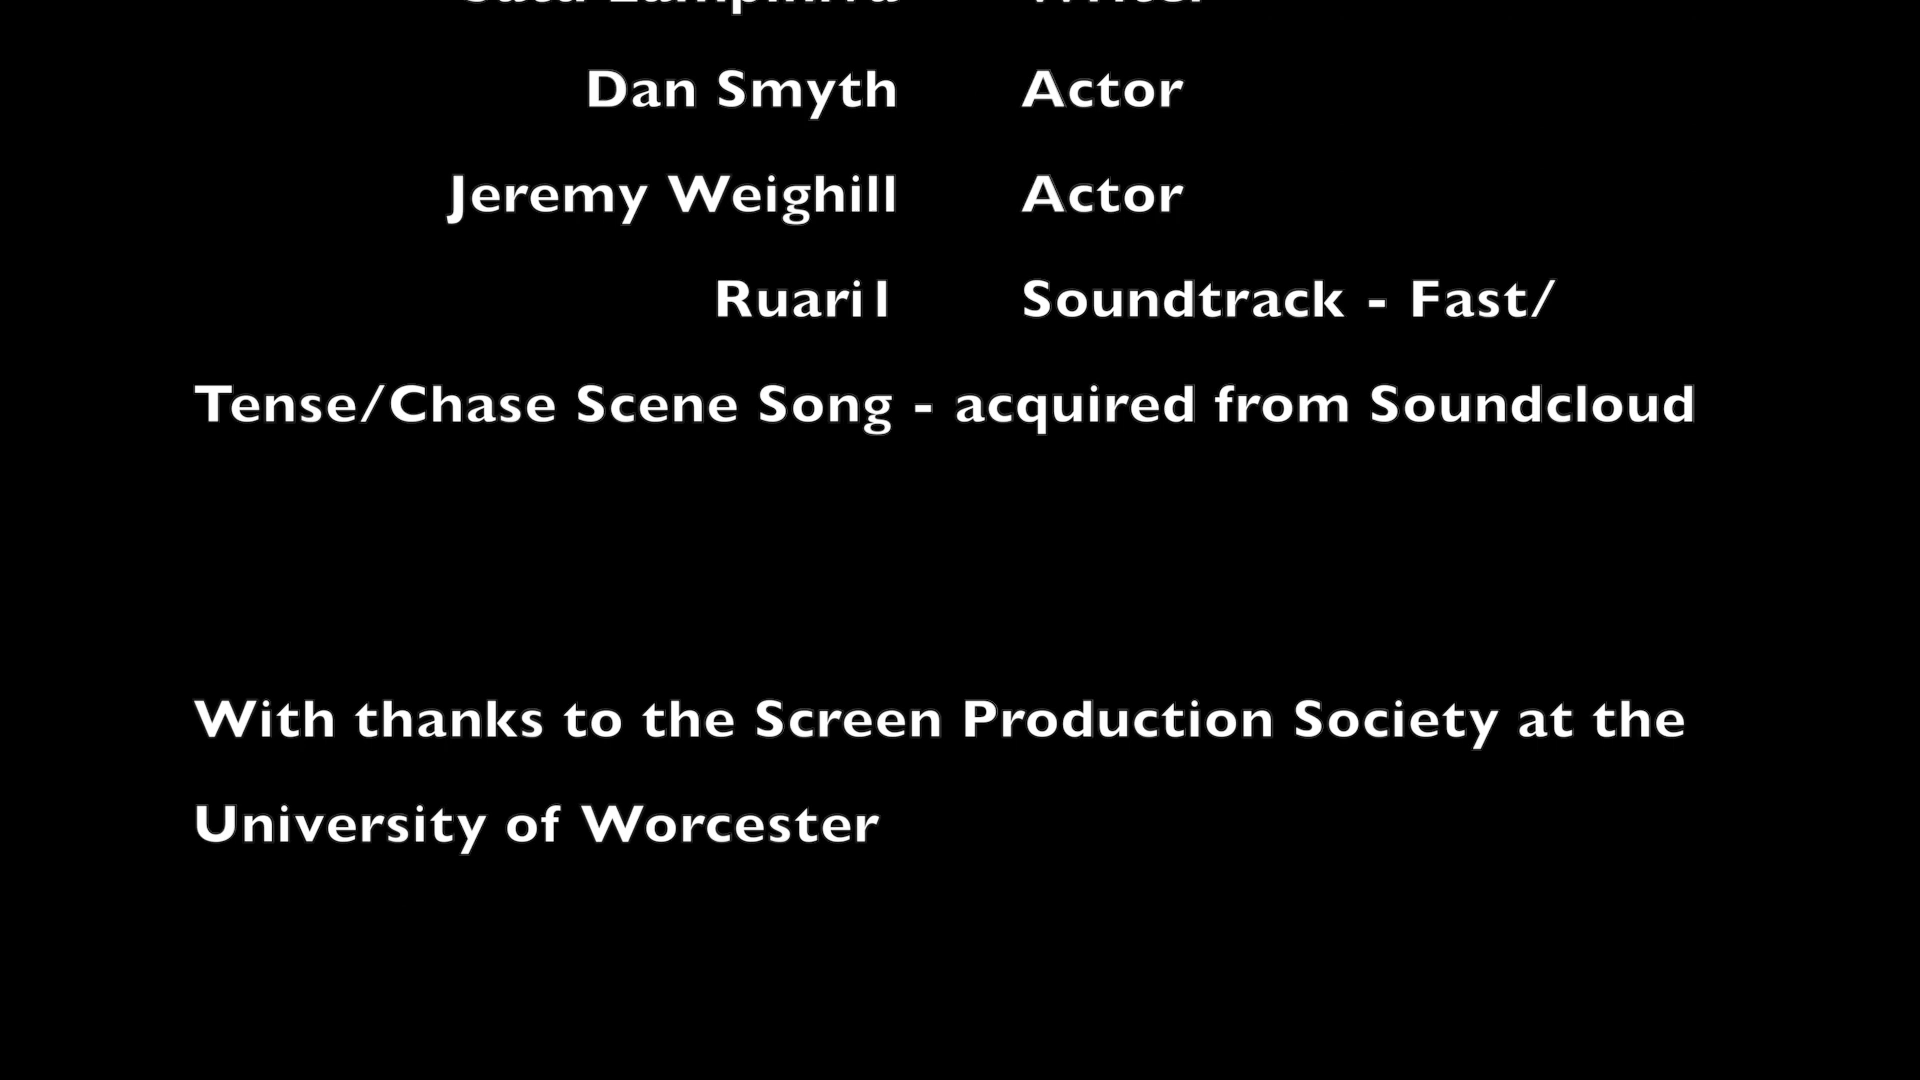 Writer
Dan Smyth Actor
Jeremy Weighill Actor
Ruari1 Soundtrack - Fast/
Tense/Chase Scene Song - acquired from Soundcloud
With thanks to the Screen Production Society at the
University of Worcester